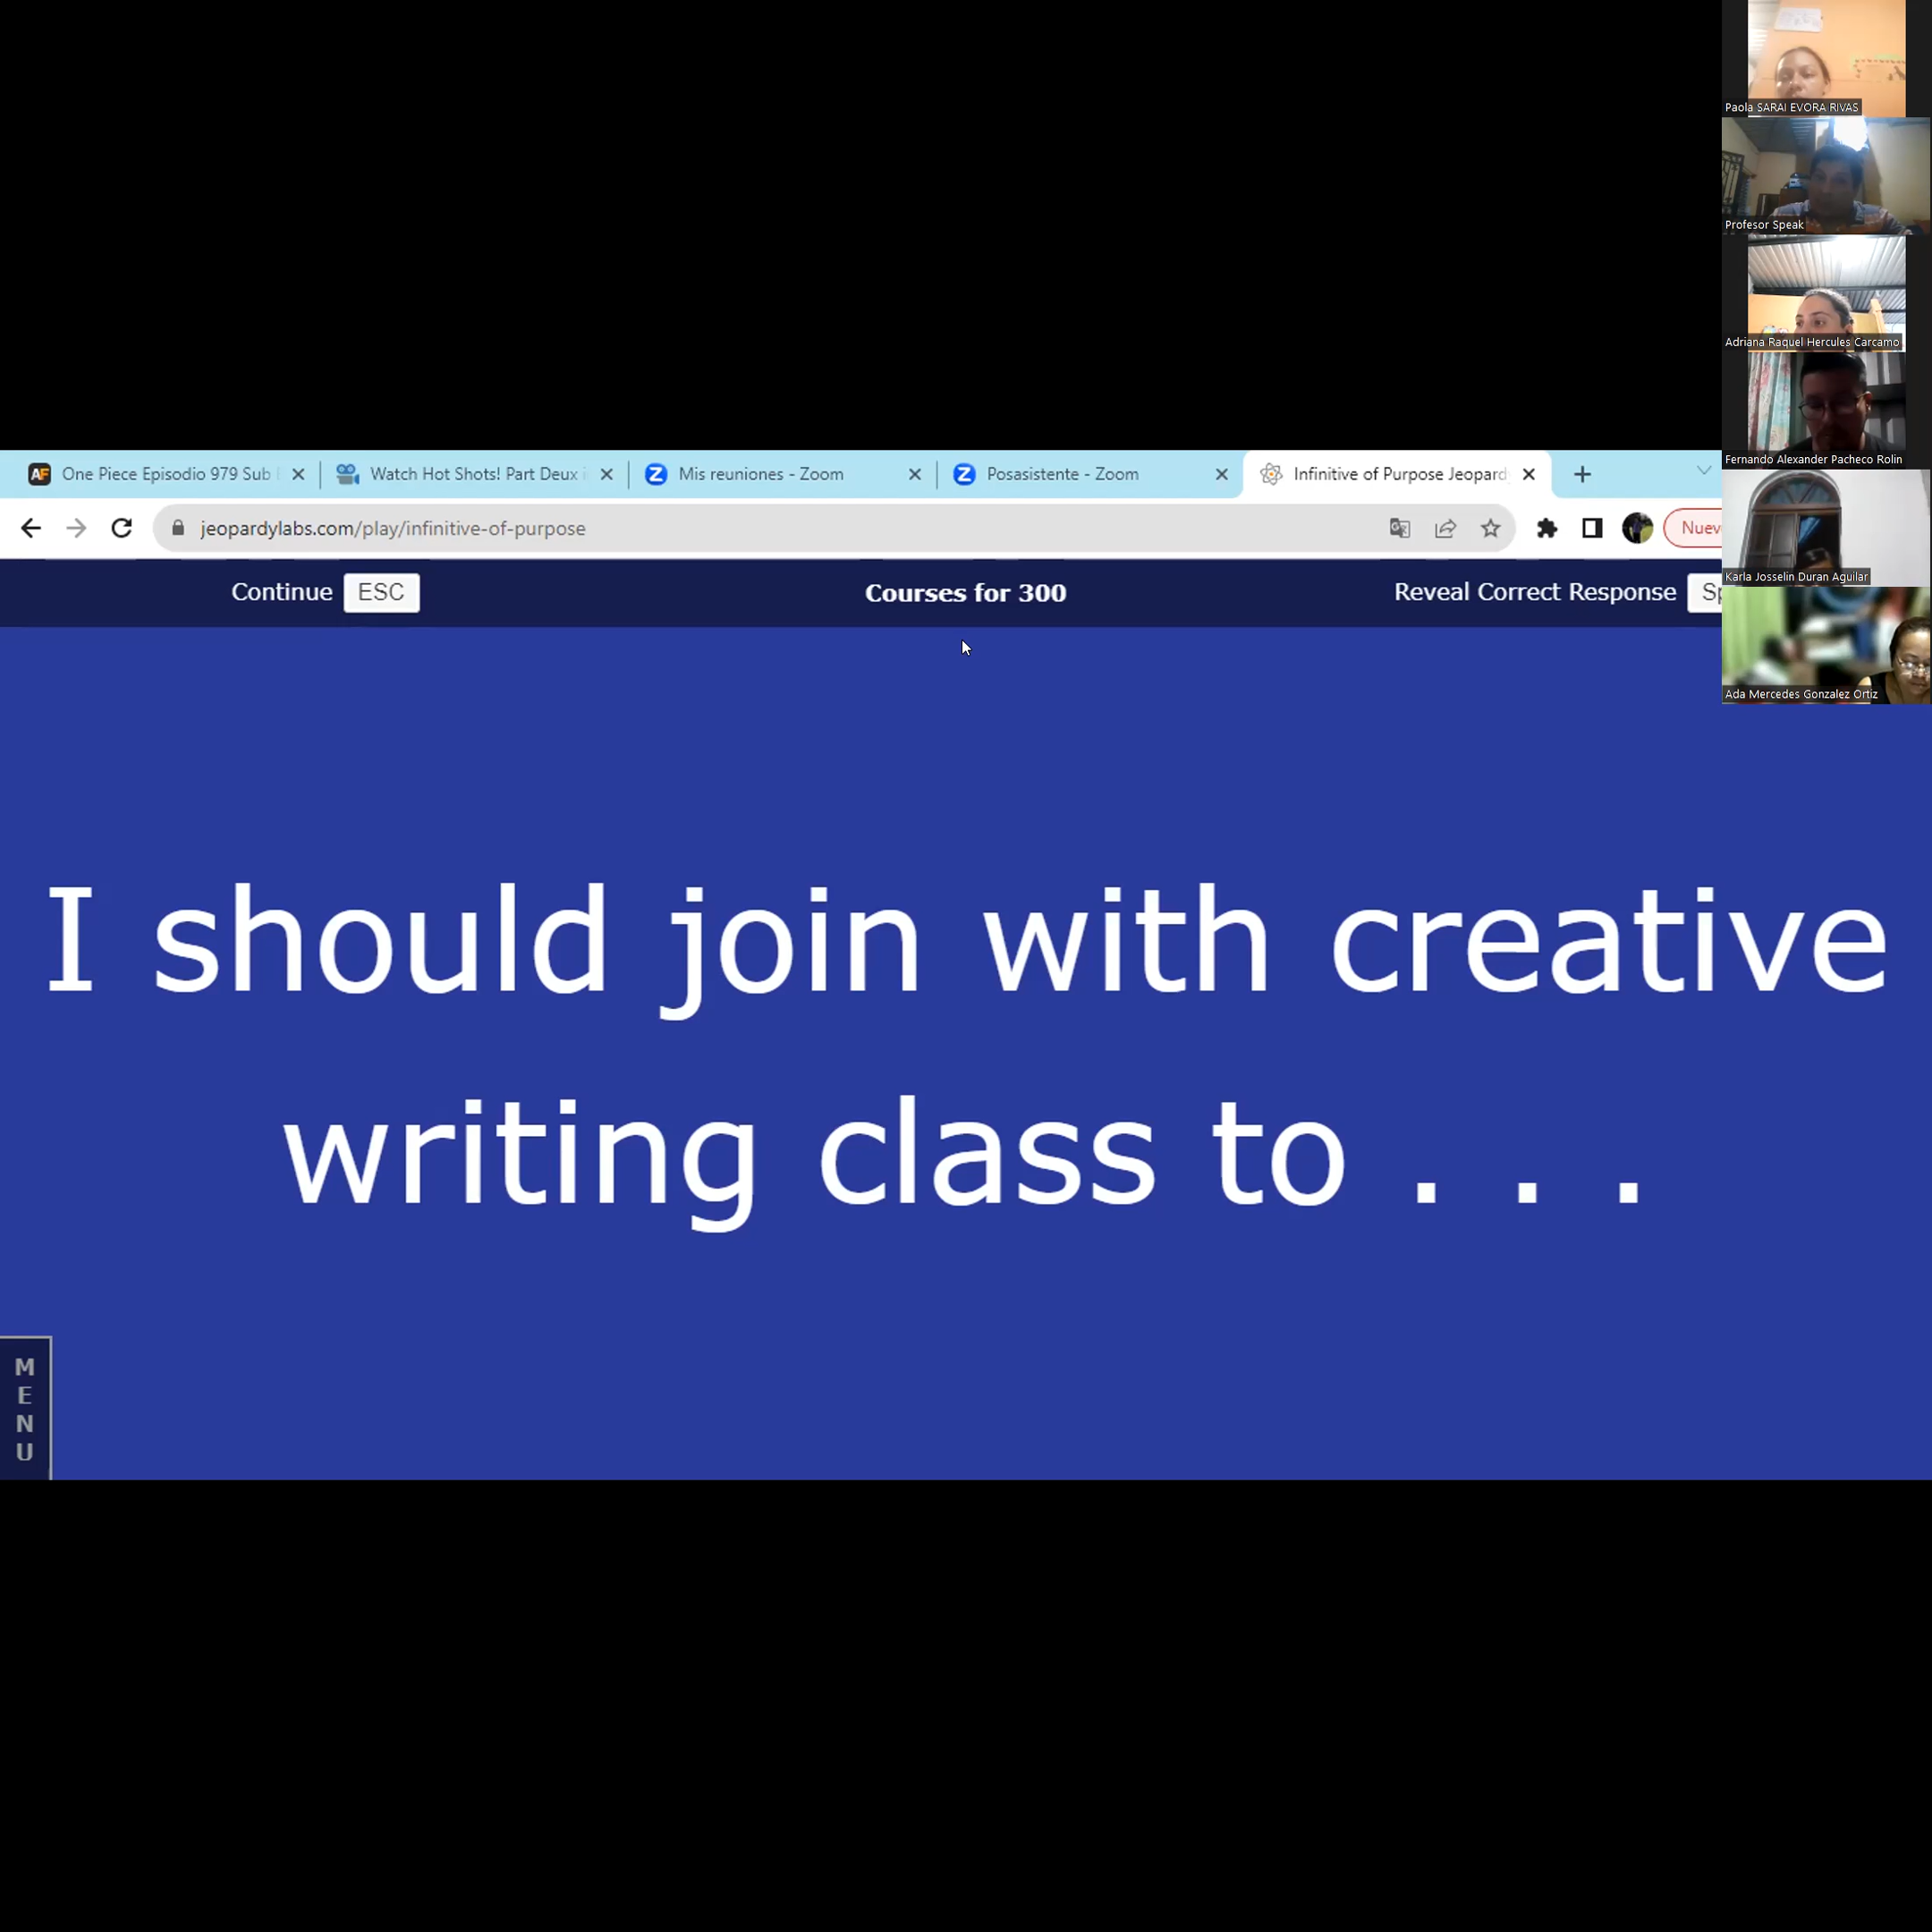 One Piece Episodio 979 Sub
Watch Hot Shots! Part Deux
Mis reuniones - Zoom
Posasistente - Zoom
Infinitive of Purpose Jeopard
jeopardylabs.com/play/infinitive-of-purpose
Nuev
Continue ESC
Courses for 300
Reveal Correct Response Sp
I should join with creative
writing class to . . .
MENU
Paola SARAI EVORA RIVAS
Profesor Speak
Adriana Raquel Hercules Carcamo
Fernando Alexander Pacheco Rolin
Karla Josselin Duran Aguilar
Ada Mercedes Gonzalez Ortiz